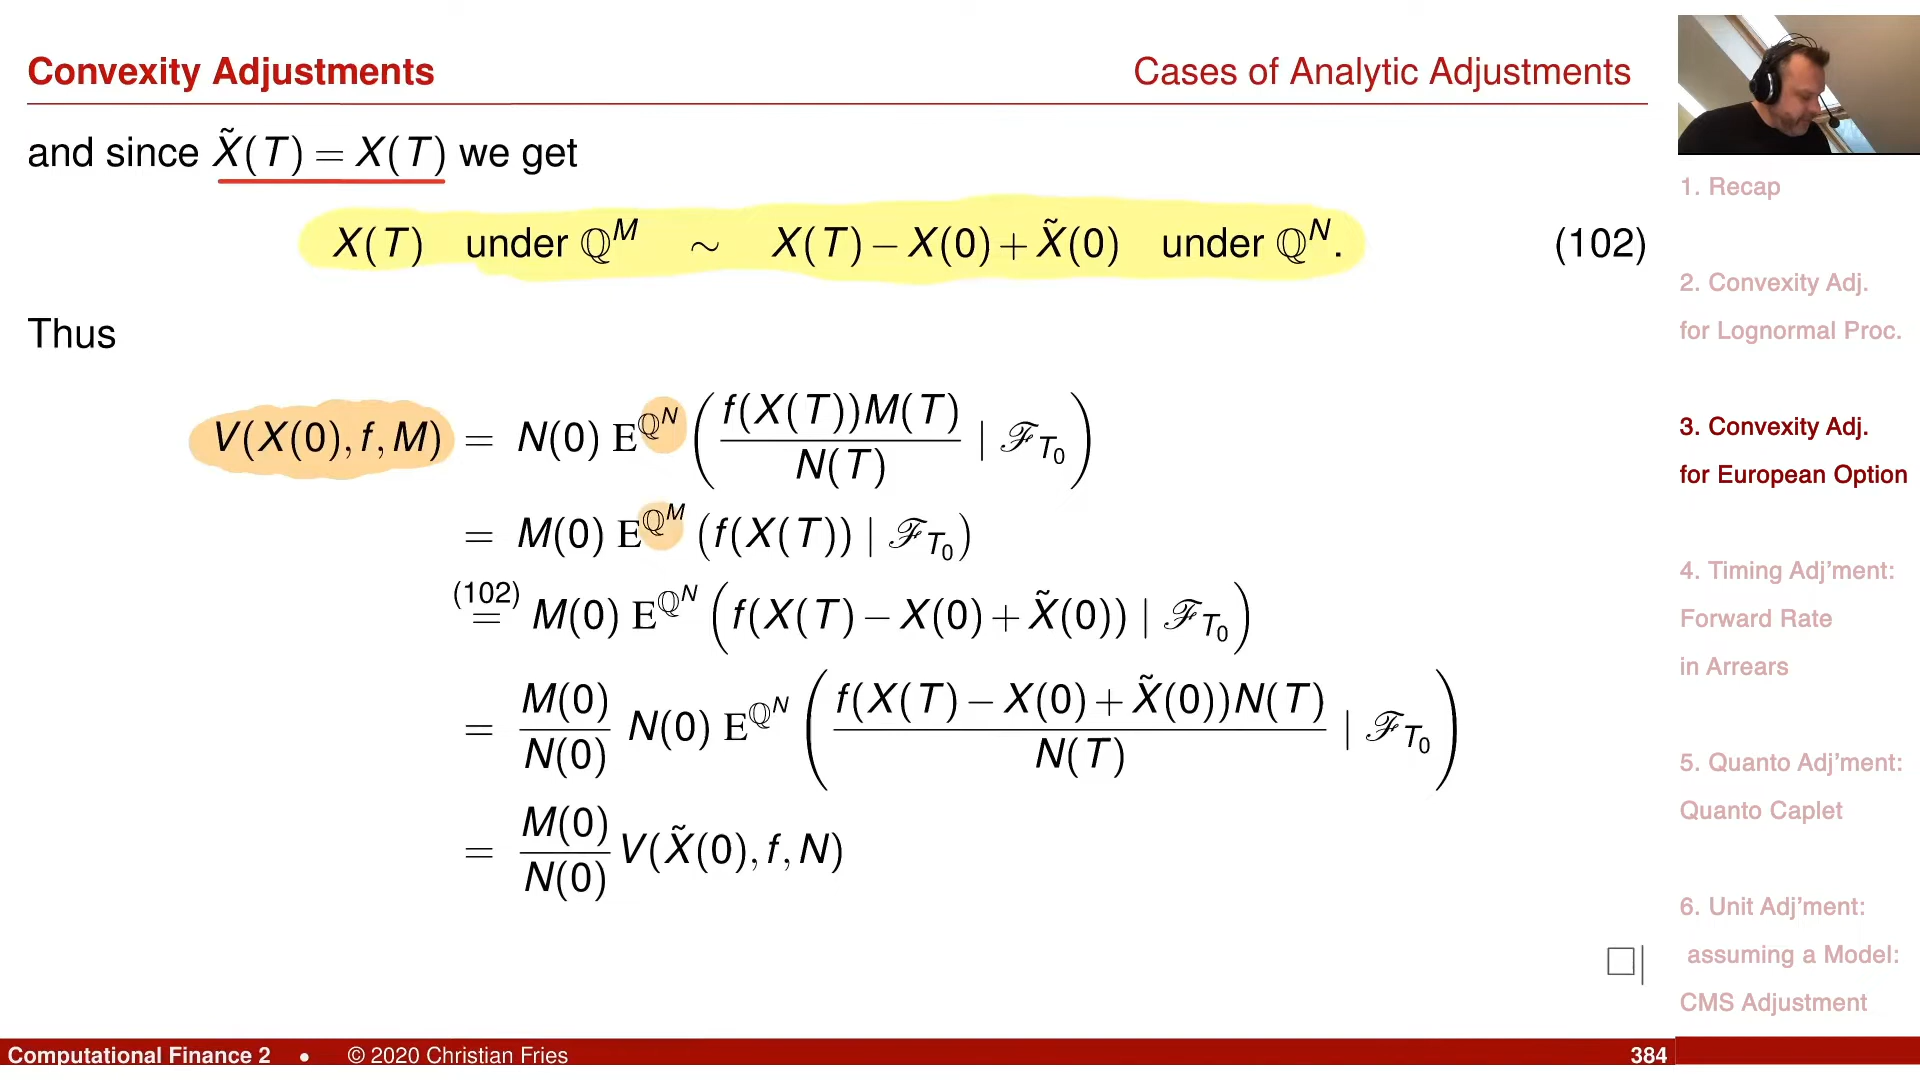 Convexity Adjustments
Cases of Analytic Adjustments
and since X̃(T) = X(T) we get
X(T) under ℚ^M ∼ X(T) − X(0) + X̃(0) under ℚ^N. (102)
Thus
V(X(0), f, M) = N(0) E^{ℚ^N} ( f(X(T))M(T) / N(T) | ℱ_{T_0} )
= M(0) E^{ℚ^M} ( f(X(T)) | ℱ_{T_0} )
(102) = M(0) E^{ℚ^N} ( f(X(T) − X(0) + X̃(0)) | ℱ_{T_0} )
= M(0)/N(0) N(0) E^{ℚ^N} ( f(X(T) − X(0) + X̃(0))N(T) / N(T) | ℱ_{T_0} )
= M(0)/N(0) V(X̃(0), f, N)
□
1. Recap
2. Convexity Adj.
for Lognormal Proc.
3. Convexity Adj.
for European Option
4. Timing Adj’ment:
Forward Rate
in Arrears
5. Quanto Adj’ment:
Quanto Caplet
6. Unit Adj’ment:
assuming a Model:
CMS Adjustment
Computational Finance 2 • © 2020 Christian Fries
384